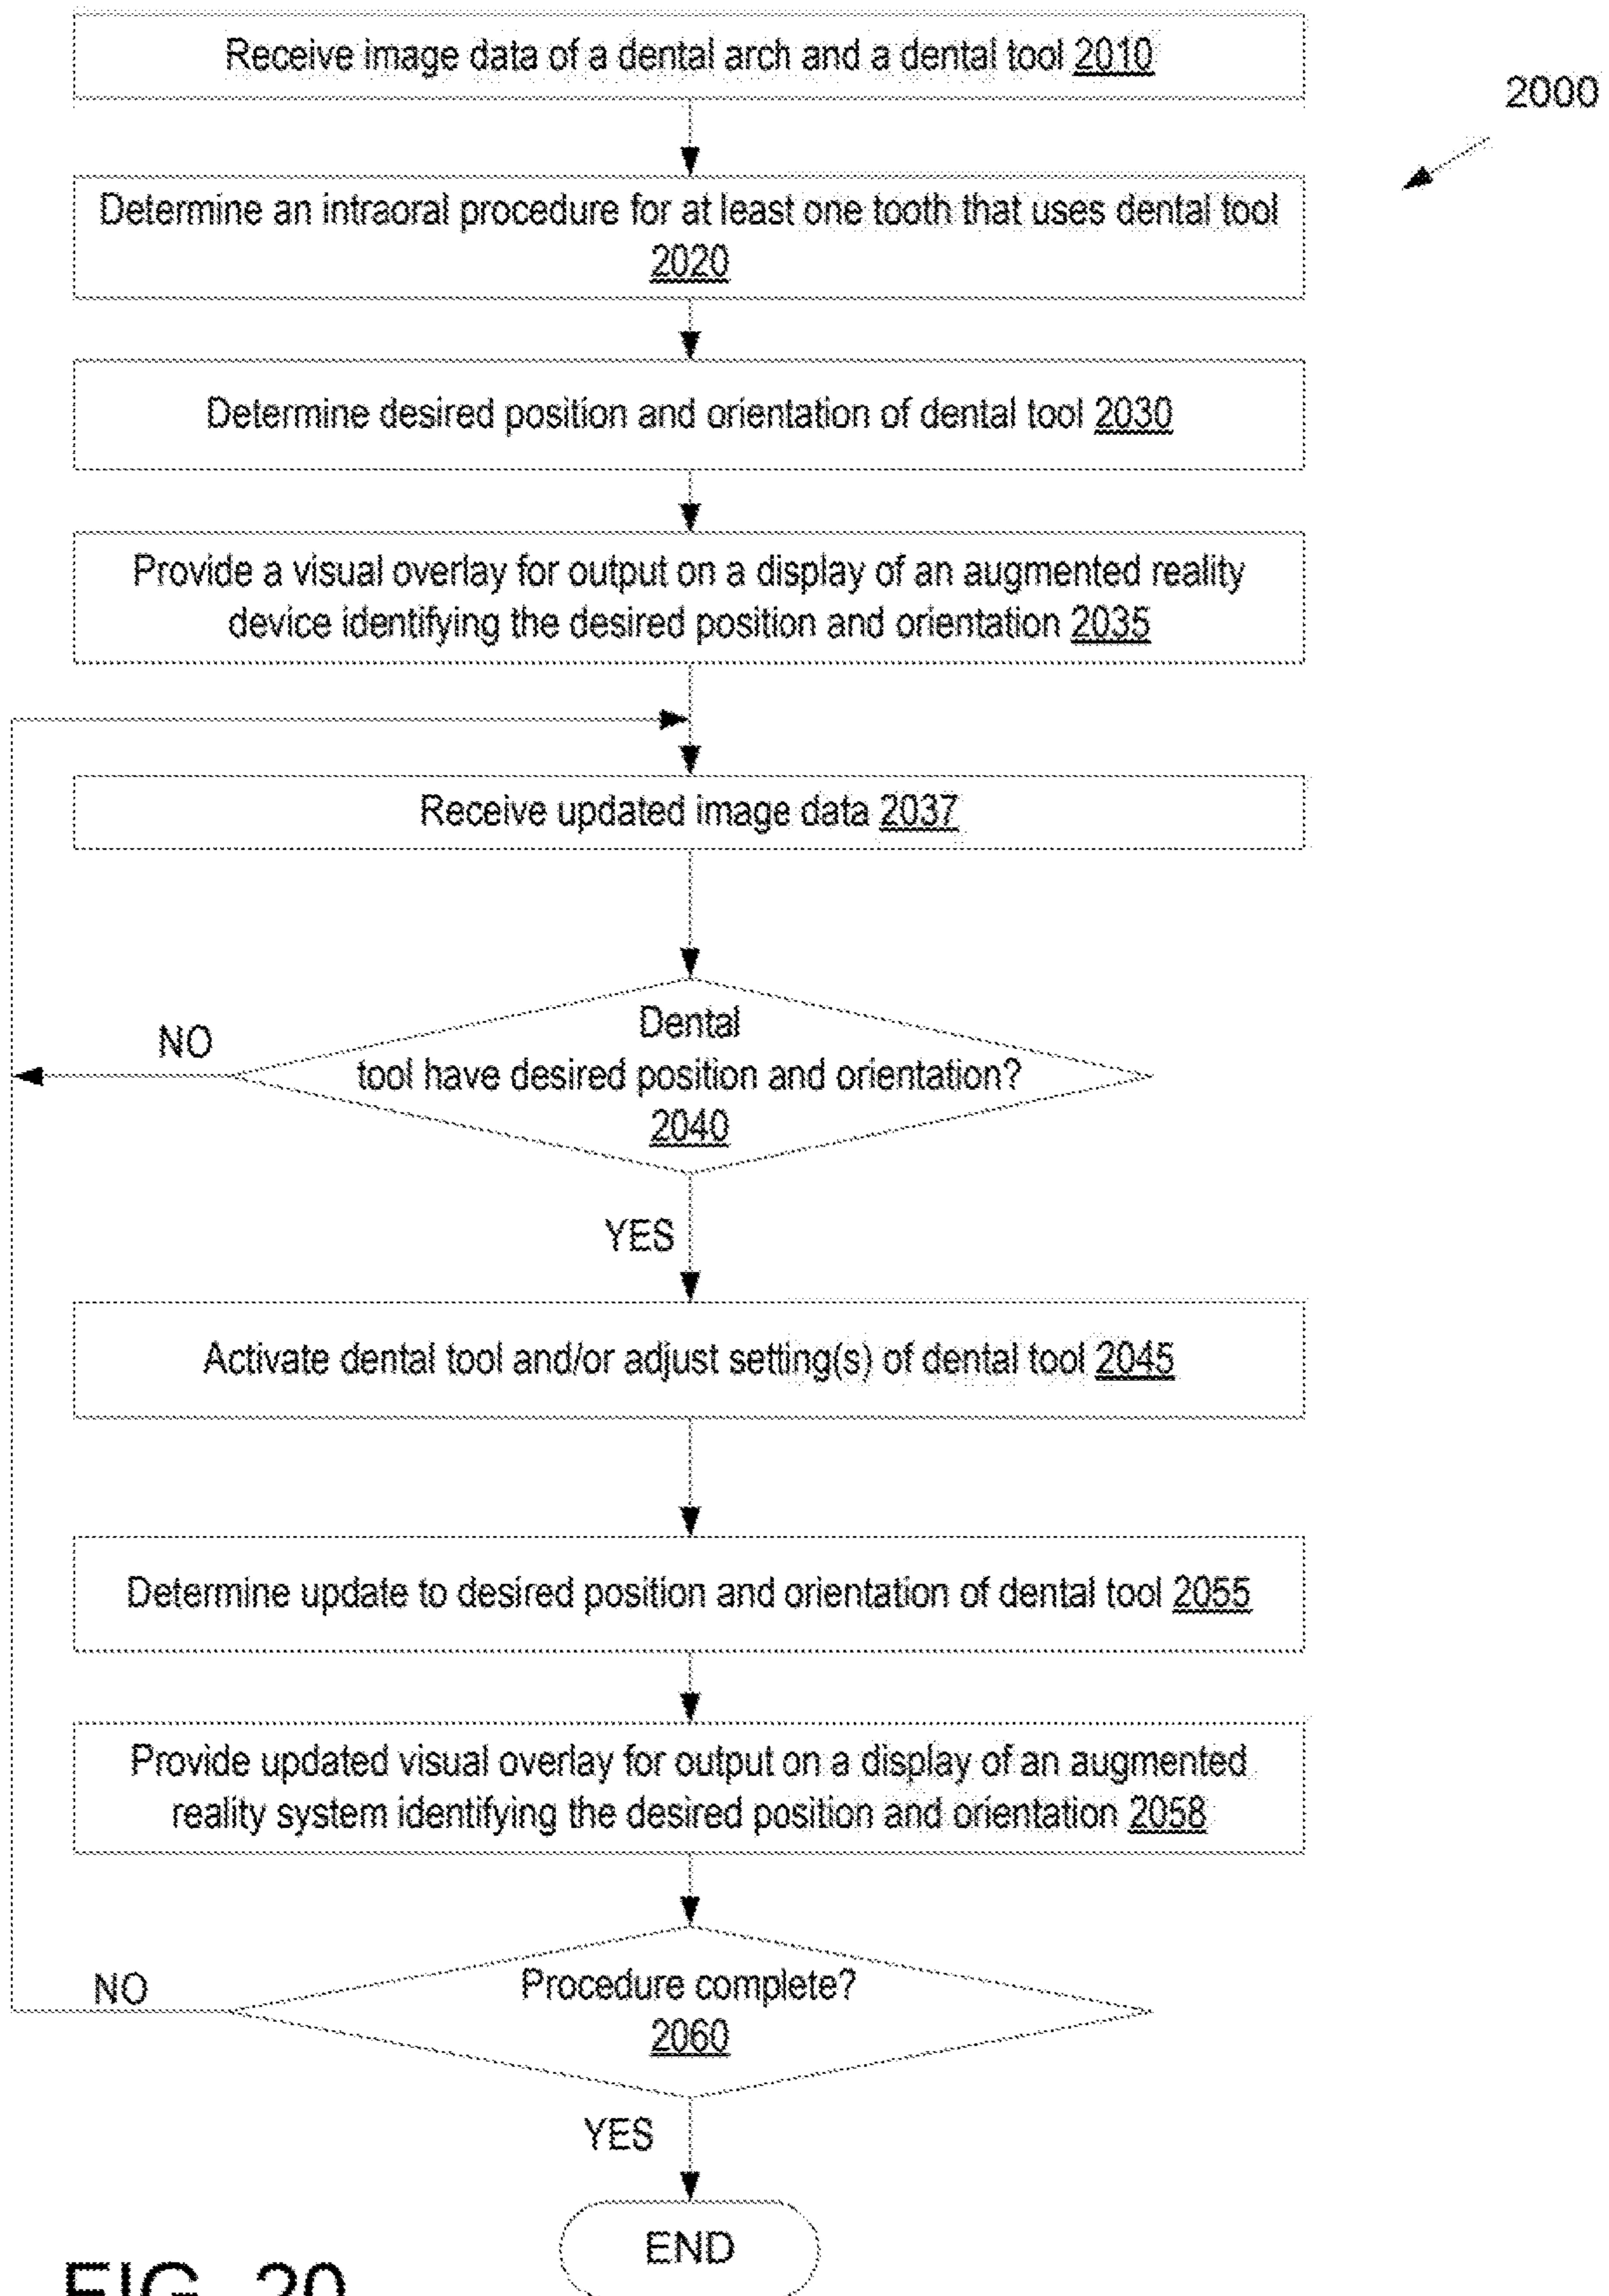 Receive image data of a dental arch and a dental tool 2010
2000
Determine an intraoral procedure for at least one tooth that uses dental tool
2020
Determine desired position and orientation of dental tool 2030
Provide a visual overlay for output on a display of an augmented reality
device identifying the desired position and orientation 2035
Receive updated image data 2037
Dental
tool have desired position and orientation?
2040
NO
YES
Activate dental tool and/or adjust setting(s) of dental tool 2045
Determine update to desired position and orientation of dental tool 2055
Provide updated visual overlay for output on a display of an augmented
reality system identifying the desired position and orientation 2058
Procedure complete?
2060
NO
YES
END
FIG. 20